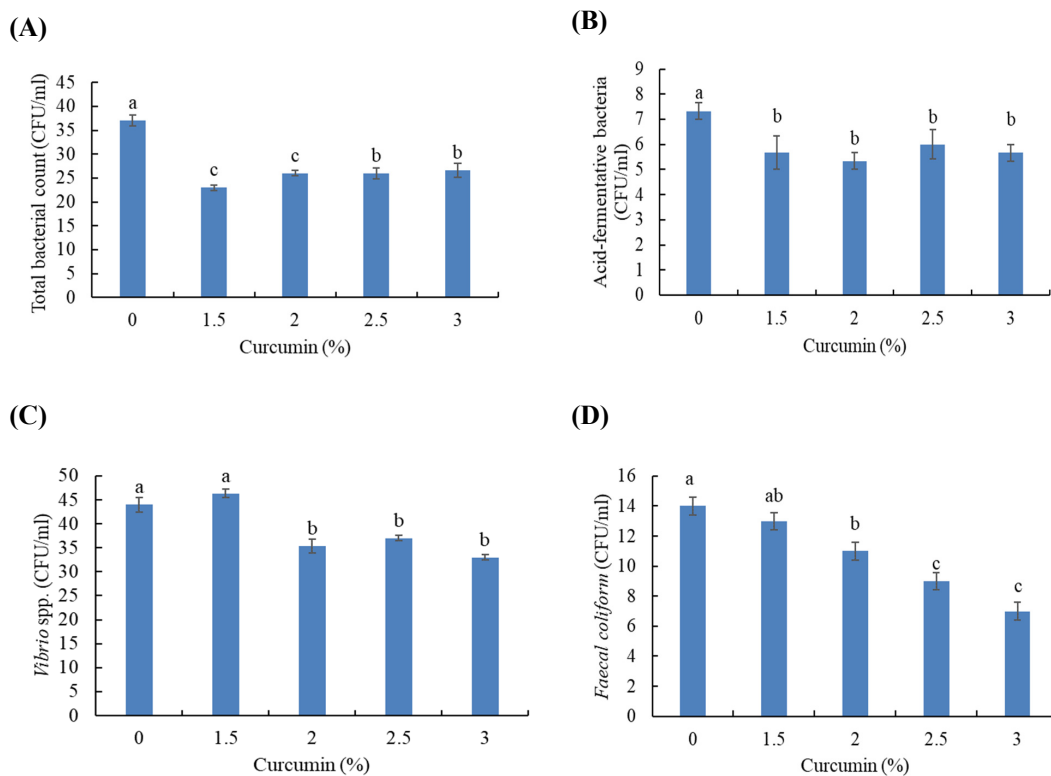 (A)
Total bacterial count (CFU/ml)
45
40
35
30
25
20
15
10
5
0
a
c
c
b
b
0 1.5 2 2.5 3
Curcumin (%)
(B)
Acid-fermentative bacteria
(CFU/ml)
9
8
7
6
5
4
3
2
1
0
a
b
b
b
b
0 1.5 2 2.5 3
Curcumin (%)
(C)
Vibrio spp. (CFU/ml)
50
45
40
35
30
25
20
15
10
5
0
a
a
b
b
b
0 1.5 2 2.5 3
Curcumin (%)
(D)
Faecal coliform (CFU/ml)
16
14
12
10
8
6
4
2
0
a
ab
b
c
c
0 1.5 2 2.5 3
Curcumin (%)